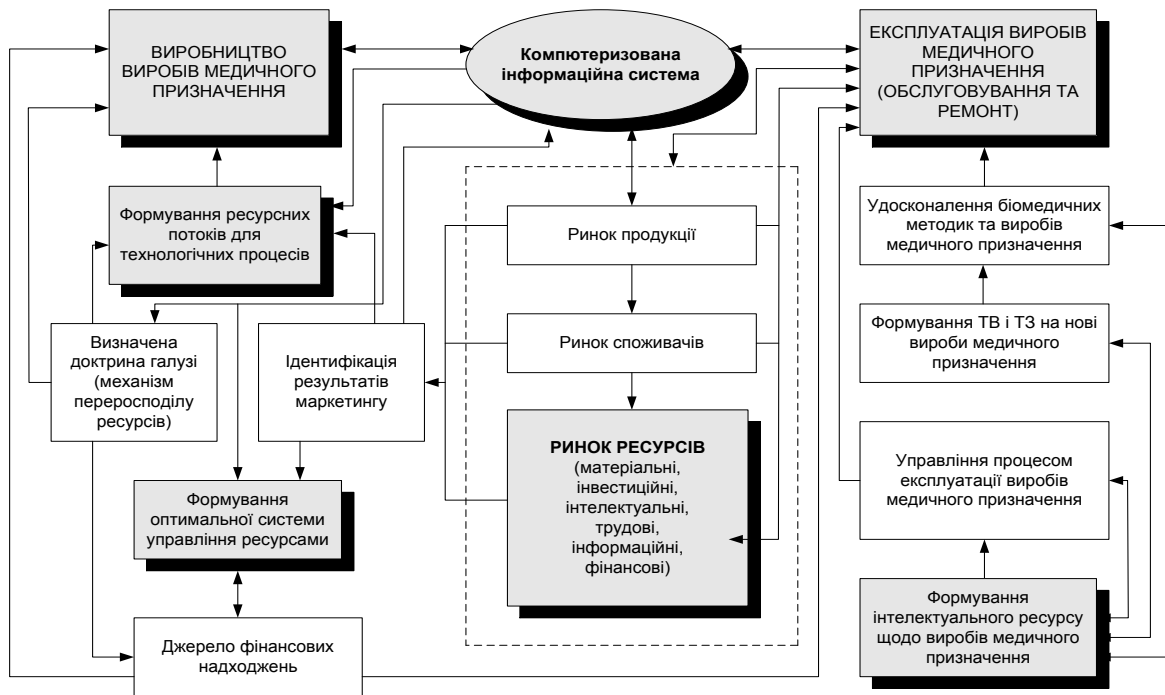 ВИРОБНИЦТВО
ВИРОБІВ МЕДИЧНОГО
ПРИЗНАЧЕННЯ
Компютеризована
інформаційна система
ЕКСПЛУАТАЦІЯ ВИРОБІВ
МЕДИЧНОГО
ПРИЗНАЧЕННЯ
(ОБСЛУГОВУВАННЯ ТА
РЕМОНТ)
Формування ресурсних
потоків для
технологічних процесів
Ринок продукції
Удосконалення біомедичних
методик та виробів
медичного призначення
Визначена
доктрина галузі
(механізм
переросподілу
ресурсів)
Ідентифікація
результатів
маркетингу
Ринок споживачів
Формування ТВ і ТЗ на нові
вироби медичного
призначення
РИНОК РЕСУРСІВ
(матеріальні,
інвестиційні,
інтелектуальні,
трудові,
інформаційні,
фінансові)
Управління процесом
експлуатації виробів
медичного призначення
Формування
оптимальної системи
управління ресурсами
Джерело фінансових
надходжень
Формування
інтелектуального ресурсу
щодо виробів медичного
призначення